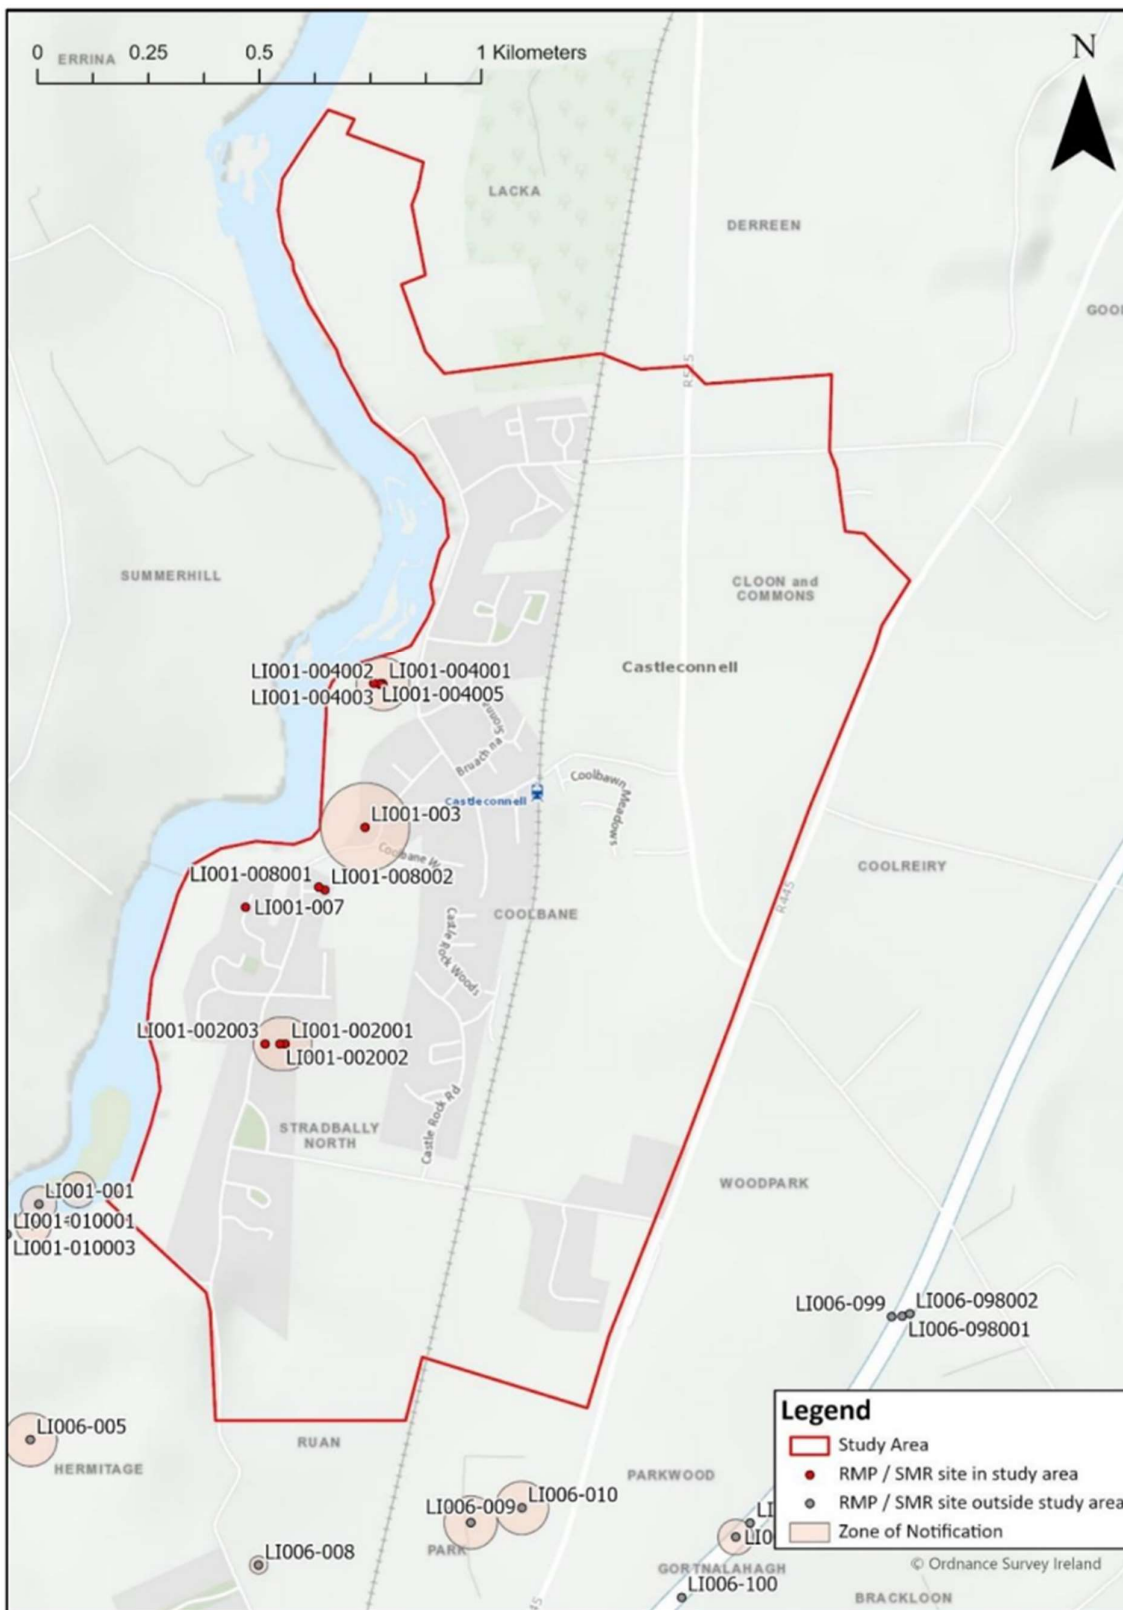 0 0.25 0.5 1 Kilometers
N
ERRINA
LACKA
DERREEN
SUMMERHILL
CLOON and
COMMONS
Castleconnell
LI001-004002
LI001-004001
LI001-004003
LI001-004005
Bruach na
Coolbawn
Meadows
Castleconnell
LI001-003
LI001-008001
LI001-008002
LI001-007
COOLREIRY
R445
COOLBANE
Castle
Rock Woods
LI001-002003
LI001-002001
LI001-002002
STRADBALLY
NORTH
Castle Rock Rd
WOODPARK
LI001-001
LI001-010001
LI001-010003
LI006-099
LI006-098002
LI006-098001
LI006-005
HERMITAGE
RUAN
PARKWOOD
LI006-009
LI006-010
PARK
LI006-008
GORTNALAHAGH
LI006-100
BRACKLOON
Legend
Study Area
RMP / SMR site in study area
RMP / SMR site outside study area
Zone of Notification
© Ordnance Survey Ireland